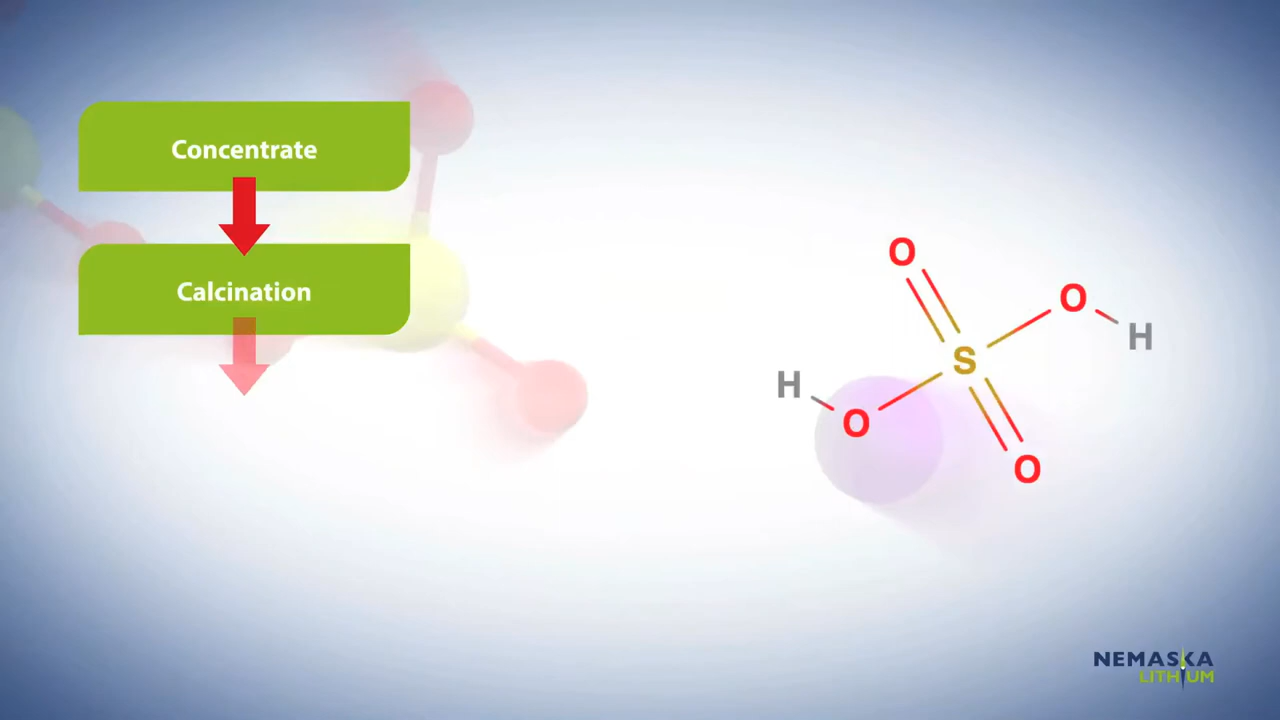 Concentrate
Calcination
O
O
H
S
H
O
O
NEMASKA
LITHIUM